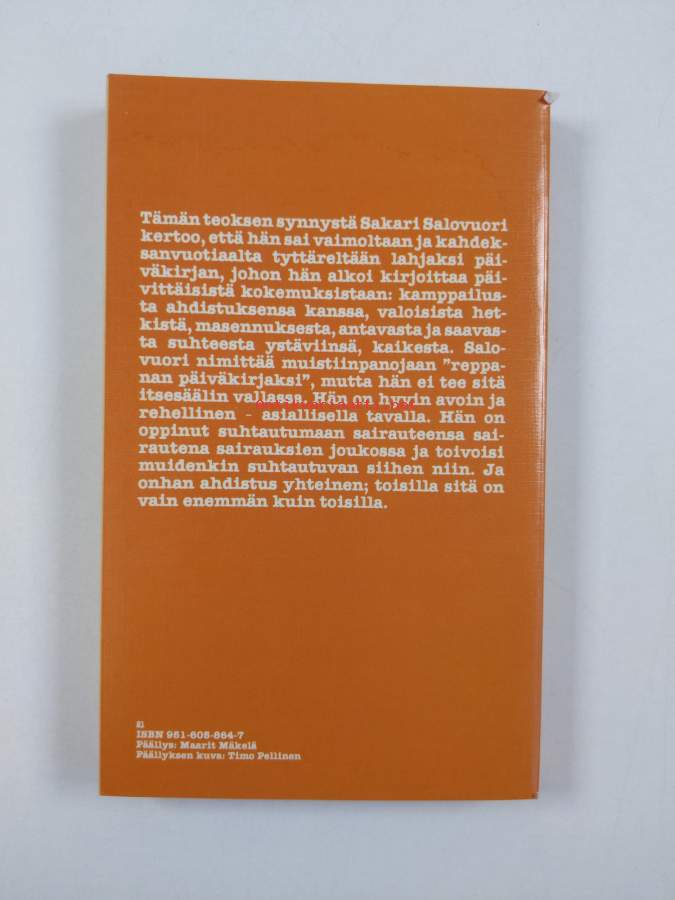 Tämän teoksen synnystä Sakari Salovuori
kertoo, että hän sai vaimoltaan ja kahdek-
sanvuotiaalta tyttäreltään lahjaksi päi-
väkirjan, johon hän alkoi kirjoittaa päi-
vittäisistä kokemuksistaan: kamppailus-
ta ahdistuksensa kanssa, valoisista het-
kistä, masennuksesta, antavasta ja saavas-
ta suhteesta ystäviinsä, kaikesta. Salo-
vuori nimittää muistiinpanojaan "reppa-
nan päiväkirjaksi", mutta hän ei tee sitä
itsesäälin vallassa. Hän on hyvin avoin ja
rehellinen - asiallisella tavalla. Hän on
oppinut suhtautumaan sairauteensa sai-
rautena sairauksien joukossa ja toivoisi
muidenkin suhtautuvan siihen niin. Ja
onhan ahdistus yhteinen; toisilla sitä on
vain enemmän kuin toisilla.
21
ISBN 951-605-864-7
Päällys: Maarit Mäkelä
Päällyksen kuva: Timo Pellinen